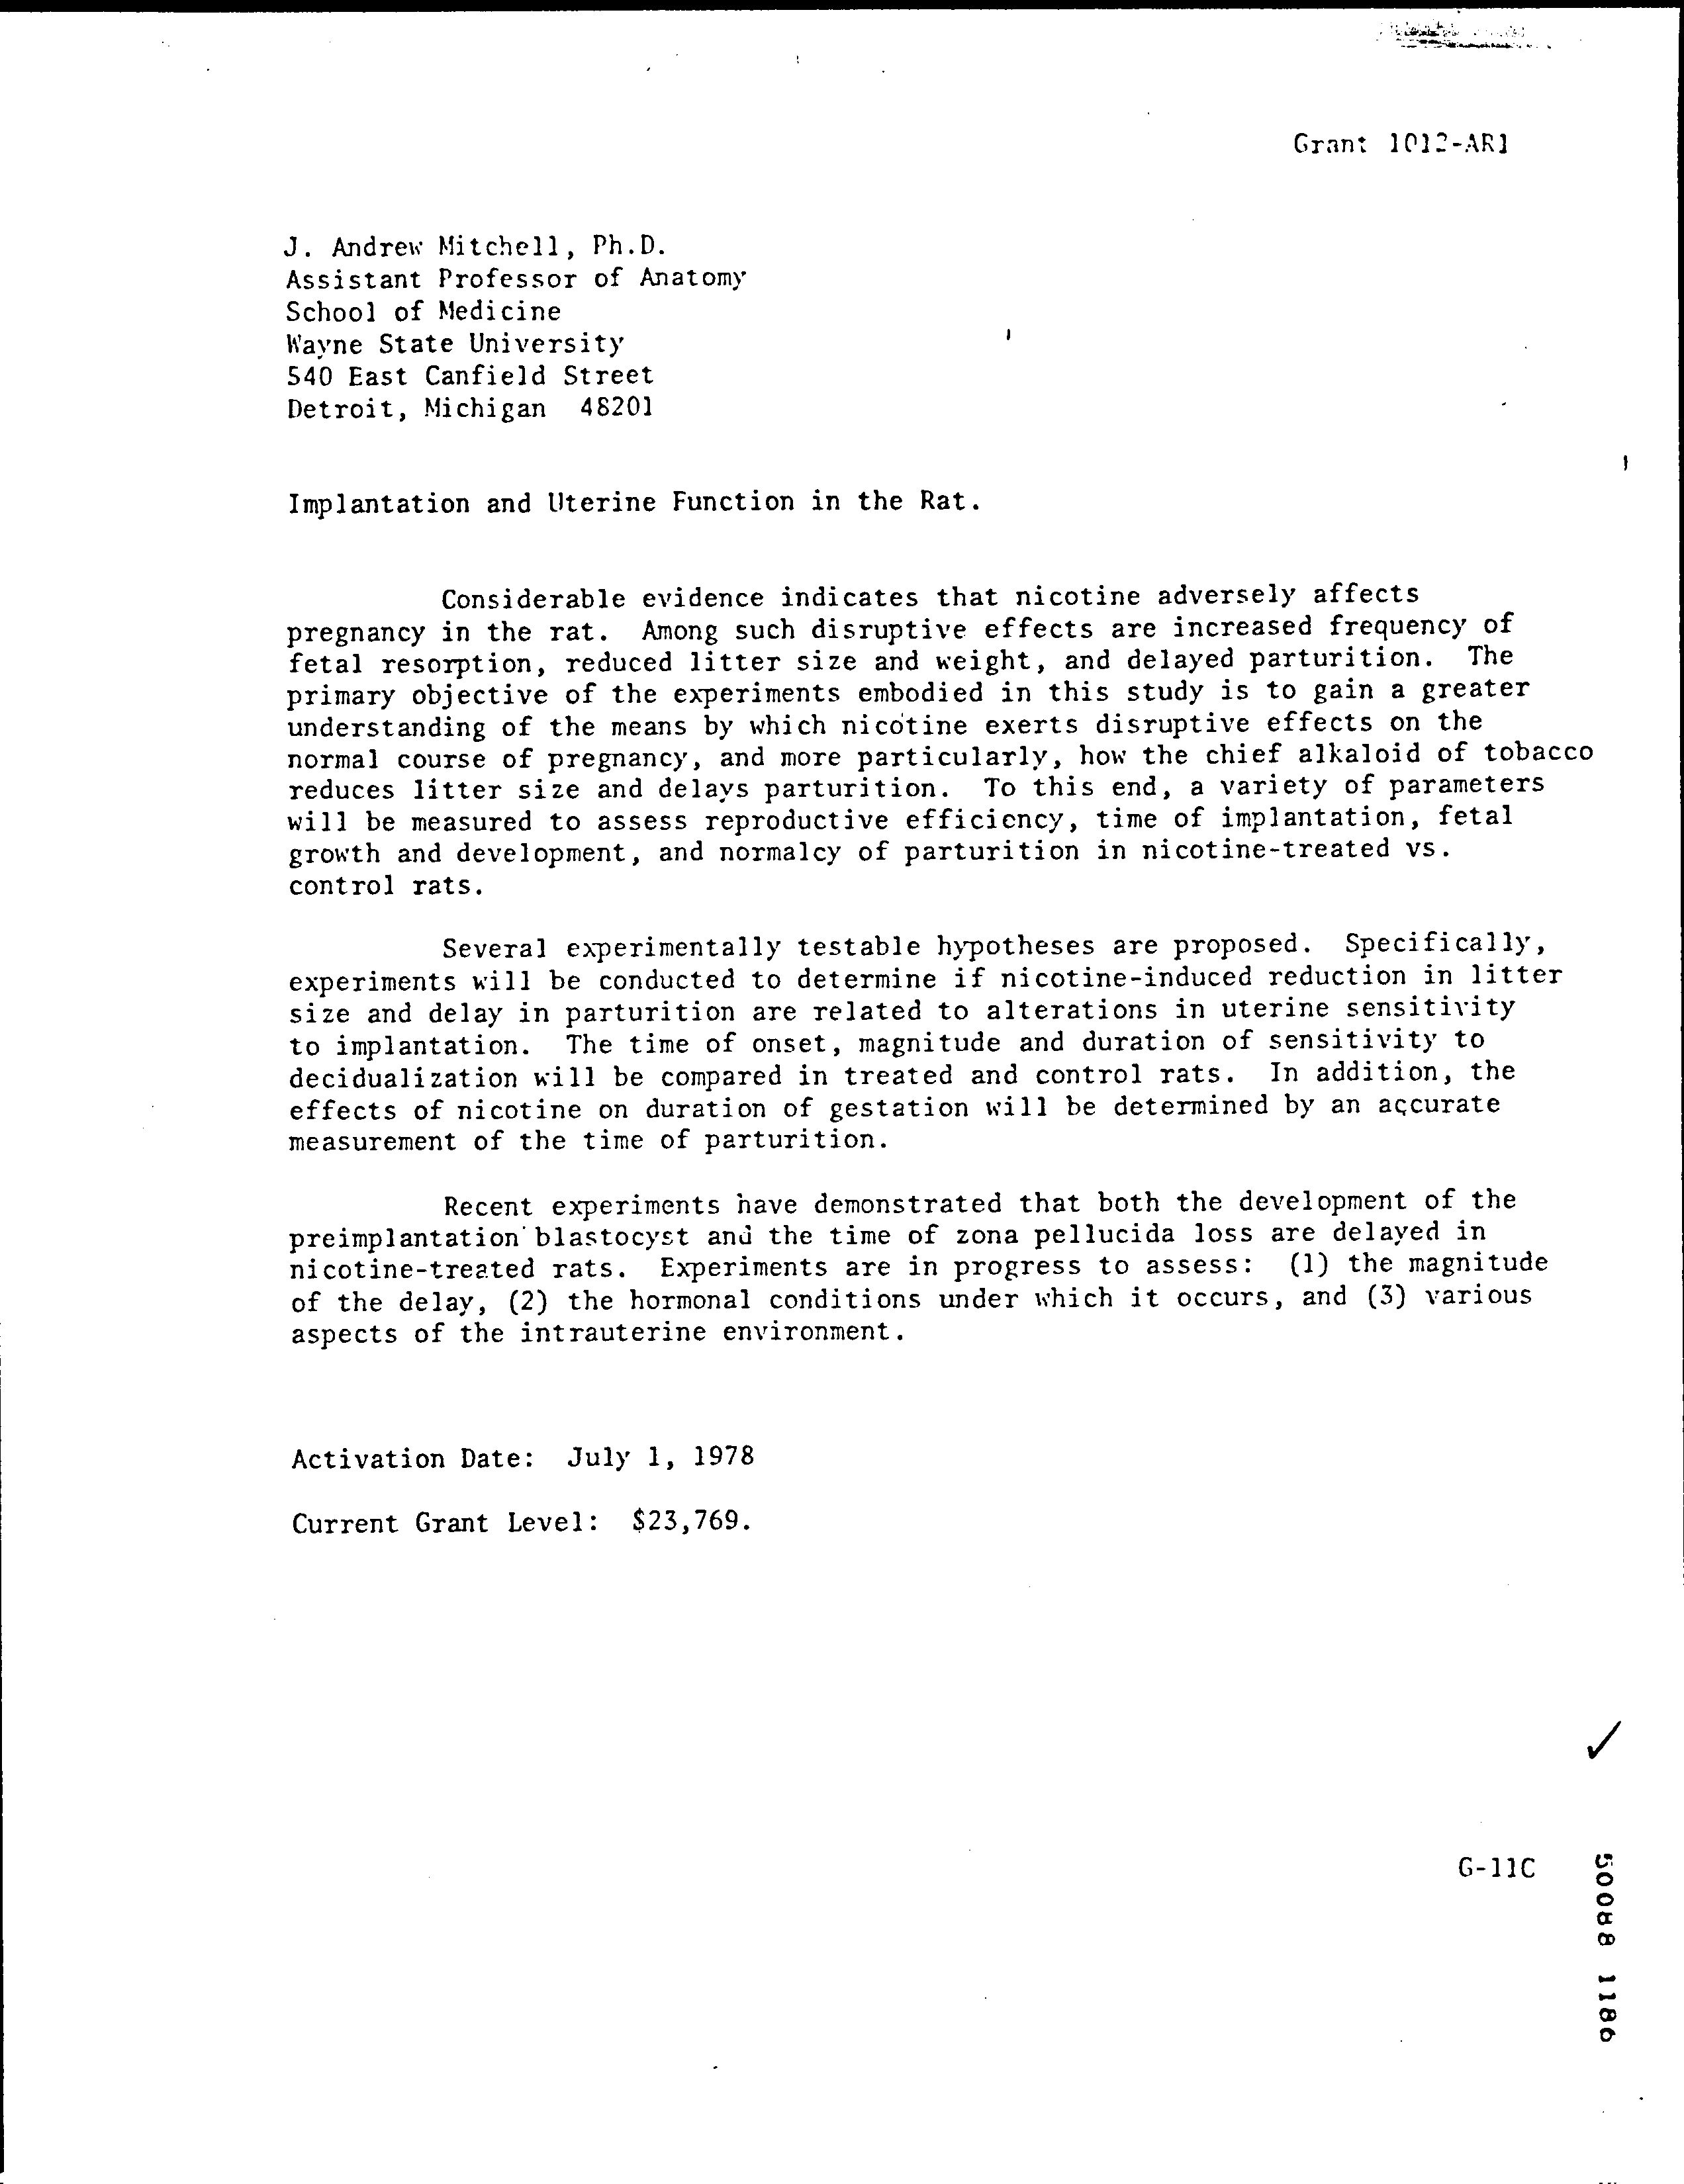 Grant 1012-AR1
J. Andrew Mitchell, Ph.D.
Assistant Professor of Anatomy
School of Medicine
Wayne State University
540 East Canfield Street
Detroit, Michigan 48201
Implantation and Uterine Function in the Rat.
Considerable evidence indicates that nicotine adversely affects
pregnancy in the rat. Among such disruptive effects are increased frequency of
fetal resorption, reduced litter size and weight, and delayed parturition. The
primary objective of the experiments embodied in this study is to gain a greater
understanding of the means by which nicotine exerts disruptive effects on the
normal course of pregnancy, and more particularly, how the chief alkaloid of tobacco
reduces litter size and delays parturition. To this end, a variety of parameters
will be measured to assess reproductive efficiency, time of implantation, fetal
growth and development, and normalcy of parturition in nicotine-treated vs.
control rats.
Several experimentally testable hypotheses are proposed. Specifically,
experiments will be conducted to determine if nicotine-induced reduction in litter
size and delay in parturition are related to alterations in uterine sensitivity
to implantation. The time of onset, magnitude and duration of sensitivity to
decidualization will be compared in treated and control rats. In addition, the
effects of nicotine on duration of gestation will be determined by an accurate
measurement of the time of parturition.
Recent experiments have demonstrated that both the development of the
preimplantation blastocyst and the time of zona pellucida loss are delayed in
nicotine-treated rats. Experiments are in progress to assess: (1) the magnitude
of the delay, (2) the hormonal conditions under which it occurs, and (3) various
aspects of the intrauterine environment.
Activation Date: July 1, 1978
Current Grant Level: $23,769.
G-11C
50088 1186